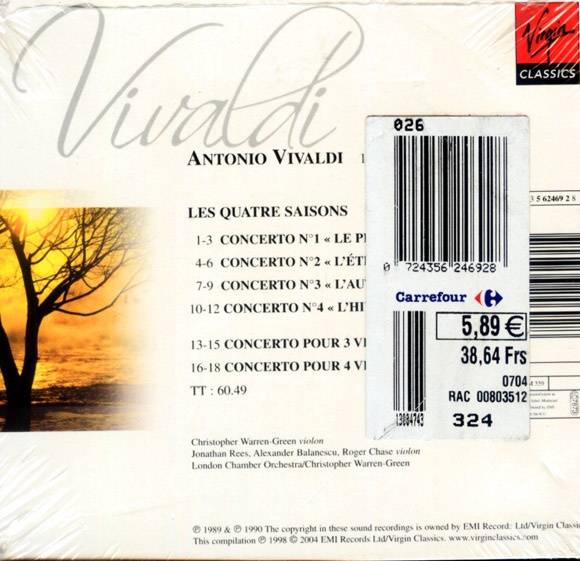 Vivaldi
Virgin
CLASSICS
ANTONIO VIVALDI
LES QUATRE SAISONS
1-3 CONCERTO N°1 « LE P
4-6 CONCERTO N°2 « L'ÉT
7-9 CONCERTO N°3 « L'AU
10-12 CONCERTO N°4 « L'HI
13-15 CONCERTO POUR 3 V
16-18 CONCERTO POUR 4 V
TT : 60.49
026
0 724356 246928
Carrefour
5,89 €
38,64 Frs
0704
RAC 00803512
324
5 62469 2 8
Christopher Warren-Green violon
Jonathan Rees, Alexander Balanescu, Roger Chase violon
London Chamber Orchestra/Christopher Warren-Green
℗ 1989 & ℗ 1990 The copyright in these sound recordings is owned by EMI Records Ltd/Virgin Classic
This compilation ℗ 1998 © 2004 EMI Records Ltd/Virgin Classics. www.virginclassics.com